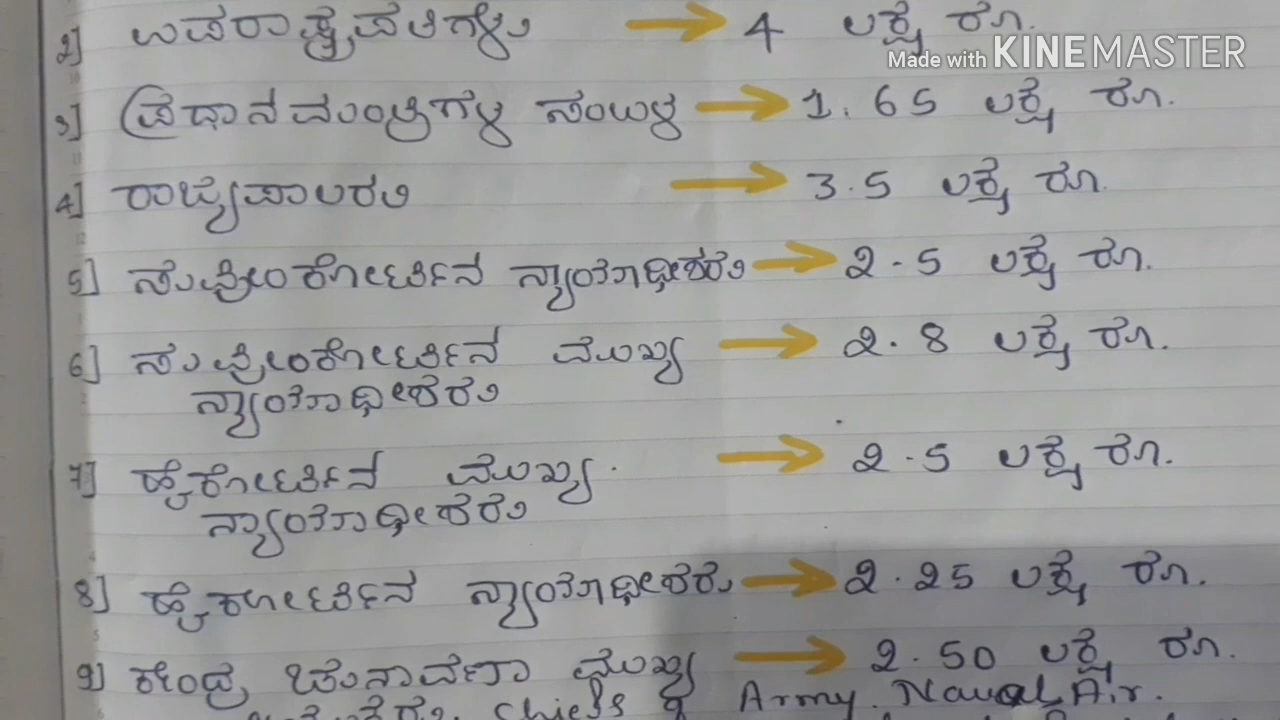 2] ಉಪರಾಷ್ಟ್ರಪತಿಗಳು → 4 ಲಕ್ಷ ರೂ.
Made with KINEMASTER
3] ಪ್ರಧಾನಮಂತ್ರಿಗಳ ಸಂಬಳ → 1.65 ಲಕ್ಷ ರೂ.
4] ರಾಜ್ಯಪಾಲರು → 3.5 ಲಕ್ಷ ರೂ.
5] ಸುಪ್ರೀಂ ಕೋರ್ಟಿನ ನ್ಯಾಯಾಧೀಶರು → 2.5 ಲಕ್ಷ ರೂ.
6] ಸುಪ್ರೀಂಕೋರ್ಟಿನ ಮುಖ್ಯ → 2.8 ಲಕ್ಷ ರೂ.
ನ್ಯಾಯಾಧೀಶರು
7] ಹೈಕೋರ್ಟಿನ ಮುಖ್ಯ → 2.5 ಲಕ್ಷ ರೂ.
ನ್ಯಾಯಾಧೀಶರು
8] ಹೈಕೋರ್ಟಿನ ನ್ಯಾಯಾಧೀಶರು → 2.25 ಲಕ್ಷ ರೂ.
9] ಕೇಂದ್ರ ಚುನಾವಣಾ ಮುಖ್ಯ → 2.50 ಲಕ್ಷ ರೂ.
Chiefs Army. Naval Air.